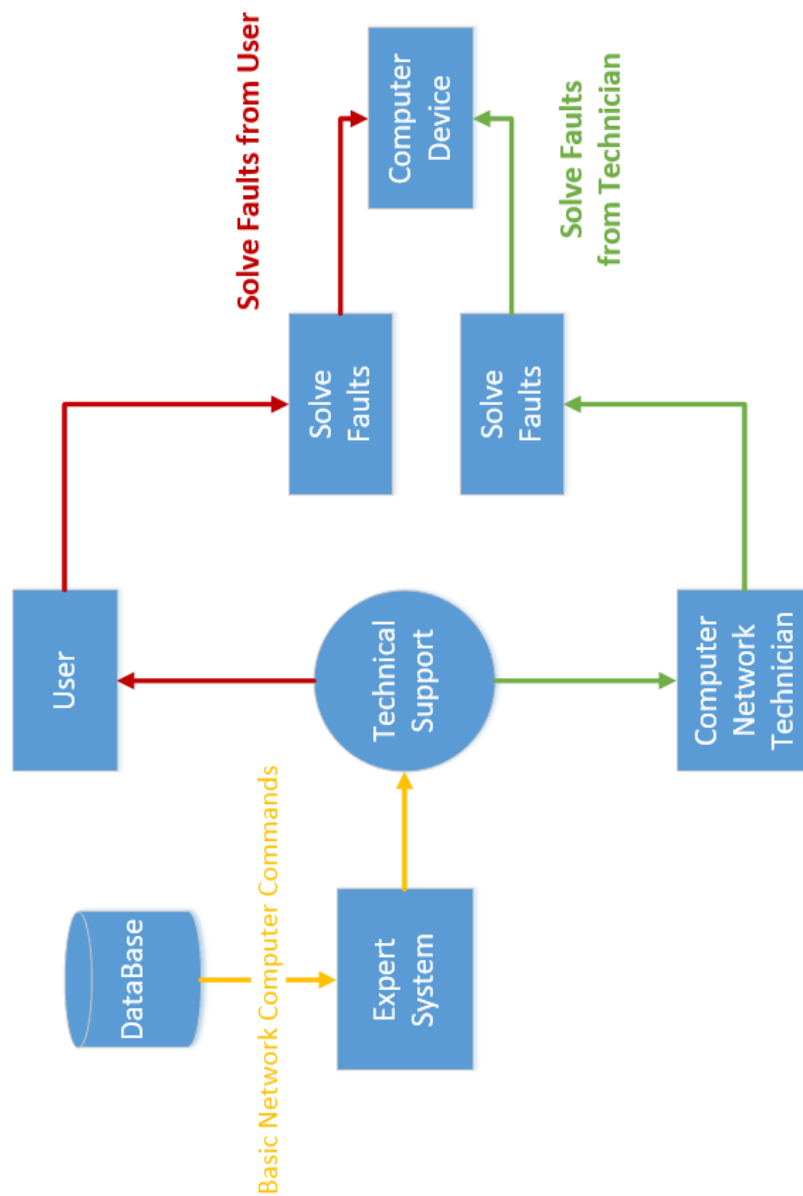 DataBase
Basic Network Computer Commands
Expert
System
Technical
Support
User
Computer
Network
Technician
Solve
Faults
Solve
Faults
Solve Faults from User
Computer
Device
Solve Faults
from Technician